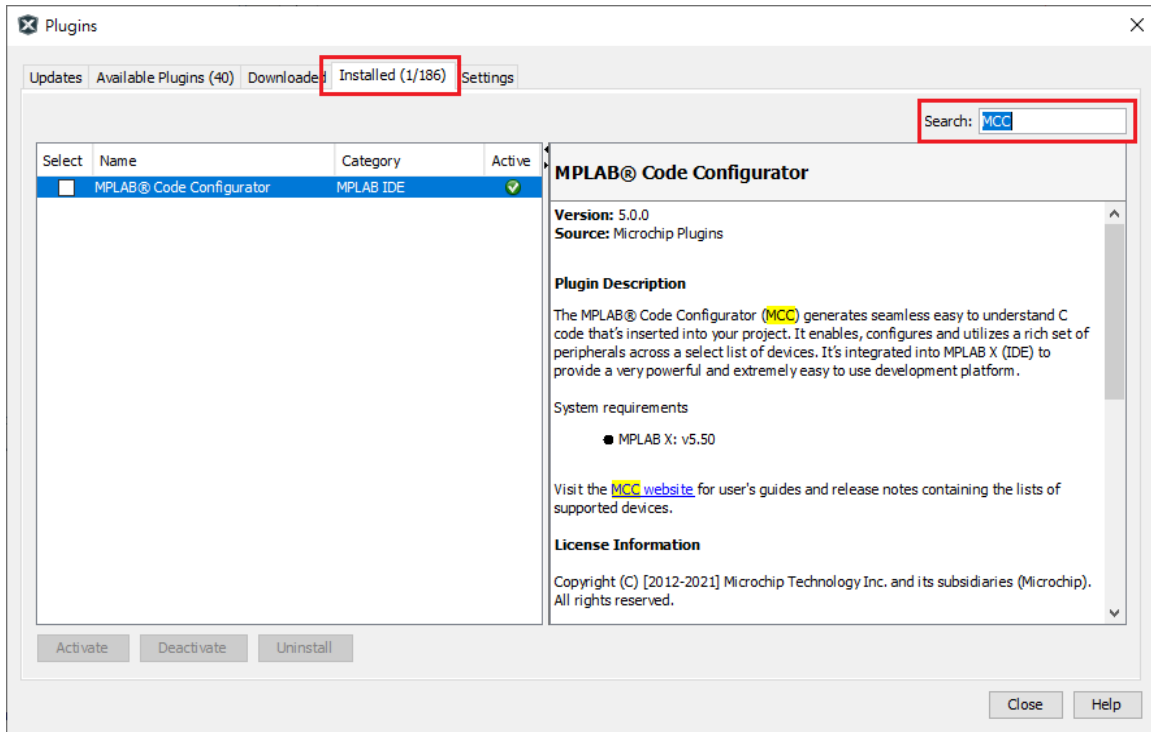 Plugins
Updates Available Plugins (40) Downloaded Installed (1/186) Settings
Search: MCC
Select Name Category Active
MPLAB® Code Configurator MPLAB IDE
MPLAB® Code Configurator
Version: 5.0.0
Source: Microchip Plugins
Plugin Description
The MPLAB® Code Configurator (MCC) generates seamless easy to understand C
code that’s inserted into your project. It enables, configures and utilizes a rich set of
peripherals across a select list of devices. It’s integrated into MPLAB X (IDE) to
provide a very powerful and extremely easy to use development platform.
System requirements
MPLAB X: v5.50
Visit the MCC website for user's guides and release notes containing the lists of
supported devices.
License Information
Copyright (C) [2012-2021] Microchip Technology Inc. and its subsidiaries (Microchip).
All rights reserved.
Activate Deactivate Uninstall
Close Help